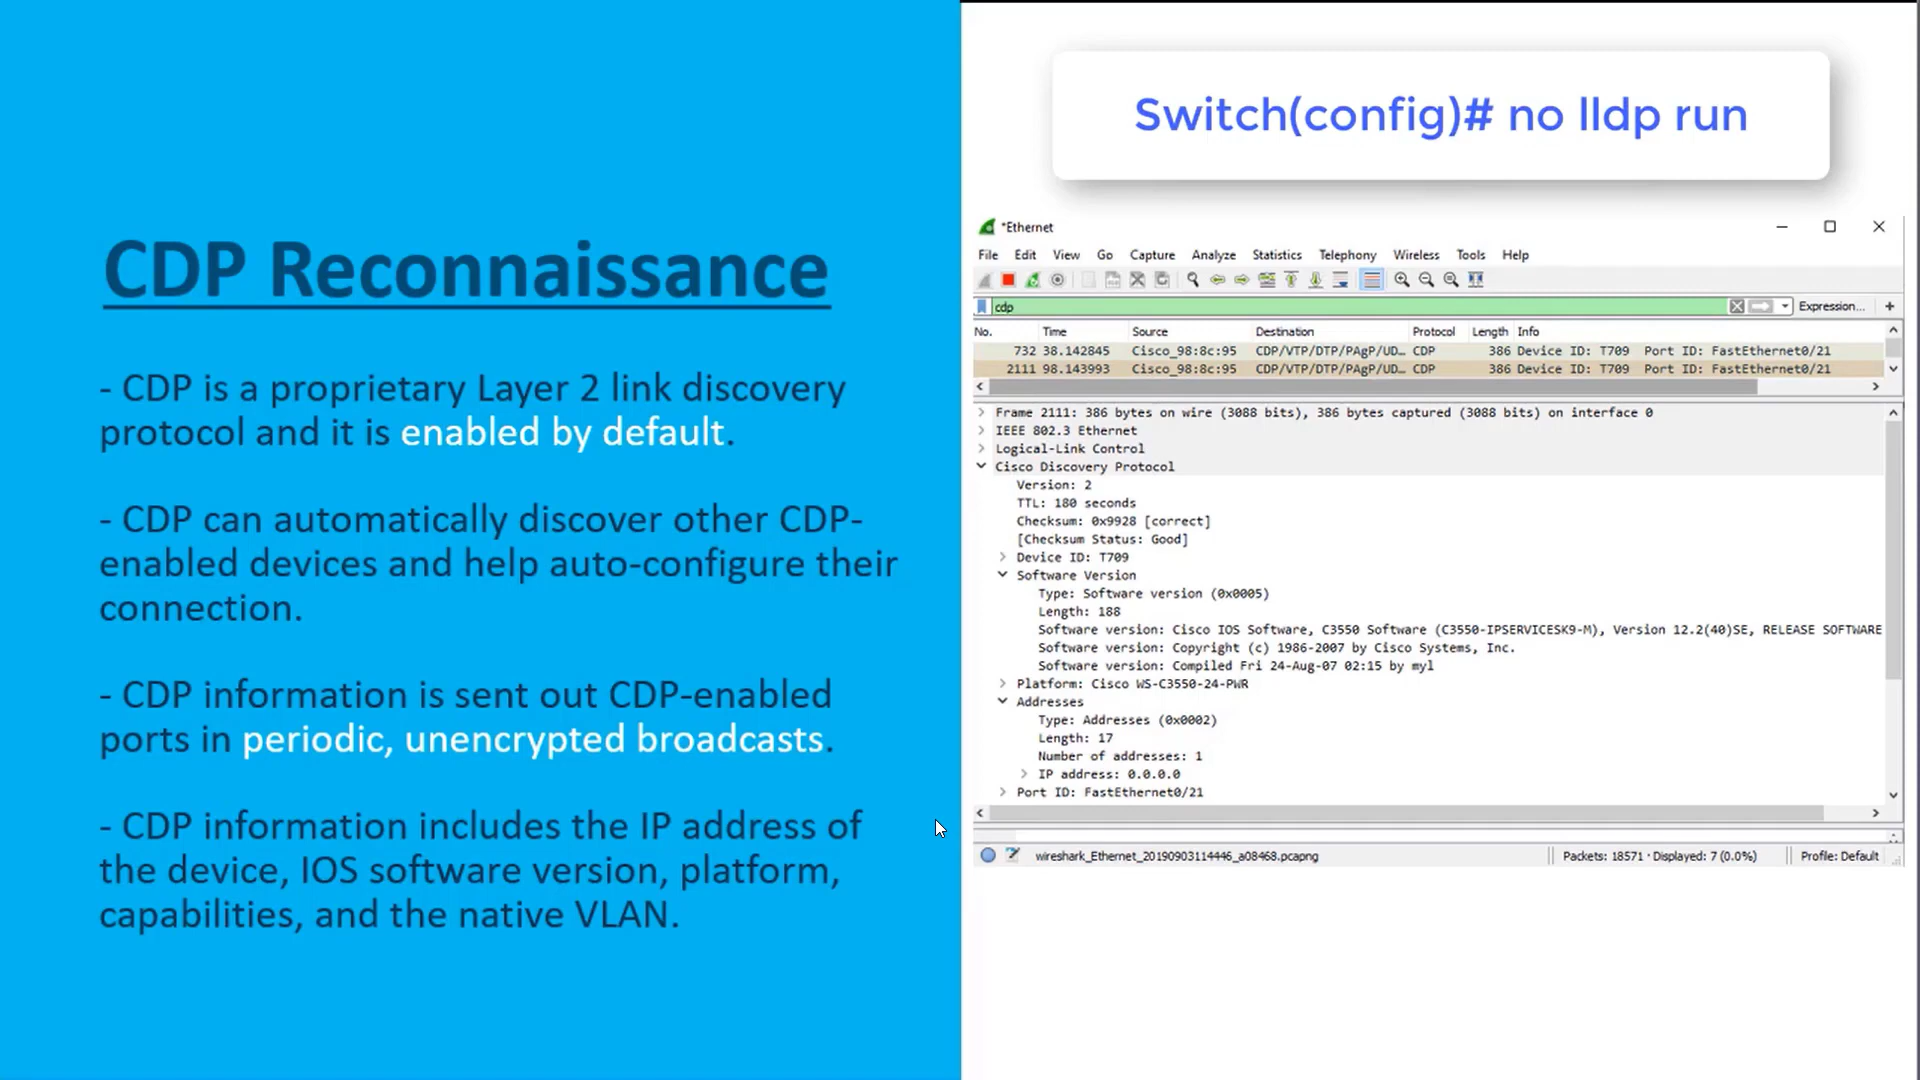 CDP Reconnaissance
- CDP is a proprietary Layer 2 link discovery
protocol and it is enabled by default.
- CDP can automatically discover other CDP-
enabled devices and help auto-configure their
connection.
- CDP information is sent out CDP-enabled
ports in periodic, unencrypted broadcasts.
- CDP information includes the IP address of
the device, IOS software version, platform,
capabilities, and the native VLAN.
Switch(config)# no lldp run
*Ethernet
File Edit View Go Capture Analyze Statistics Telephony Wireless Tools Help
cdp Expression... +
No. Time Source Destination Protocol Length Info
732 38.142845 Cisco_98:8c:95 CDP/VTP/DTP/PAgP/UD… CDP 386 Device ID: T709 Port ID: FastEthernet0/21
2111 98.143993 Cisco_98:8c:95 CDP/VTP/DTP/PAgP/UD… CDP 386 Device ID: T709 Port ID: FastEthernet0/21
Frame 2111: 386 bytes on wire (3088 bits), 386 bytes captured (3088 bits) on interface 0
IEEE 802.3 Ethernet
Logical-Link Control
Cisco Discovery Protocol
Version: 2
TTL: 180 seconds
Checksum: 0x9928 [correct]
[Checksum Status: Good]
Device ID: T709
Software Version
Type: Software version (0x0005)
Length: 188
Software version: Cisco IOS Software, C3550 Software (C3550-IPSERVICESK9-M), Version 12.2(40)SE, RELEASE SOFTWARE
Software version: Copyright (c) 1986-2007 by Cisco Systems, Inc.
Software version: Compiled Fri 24-Aug-07 02:15 by myl
Platform: Cisco WS-C3550-24-PWR
Addresses
Type: Addresses (0x0002)
Length: 17
Number of addresses: 1
IP address: 0.0.0.0
Port ID: FastEthernet0/21
wireshark_Ethernet_20190903114446_a08468.pcapng Packets: 18571 · Displayed: 7 (0.0%) Profile: Default